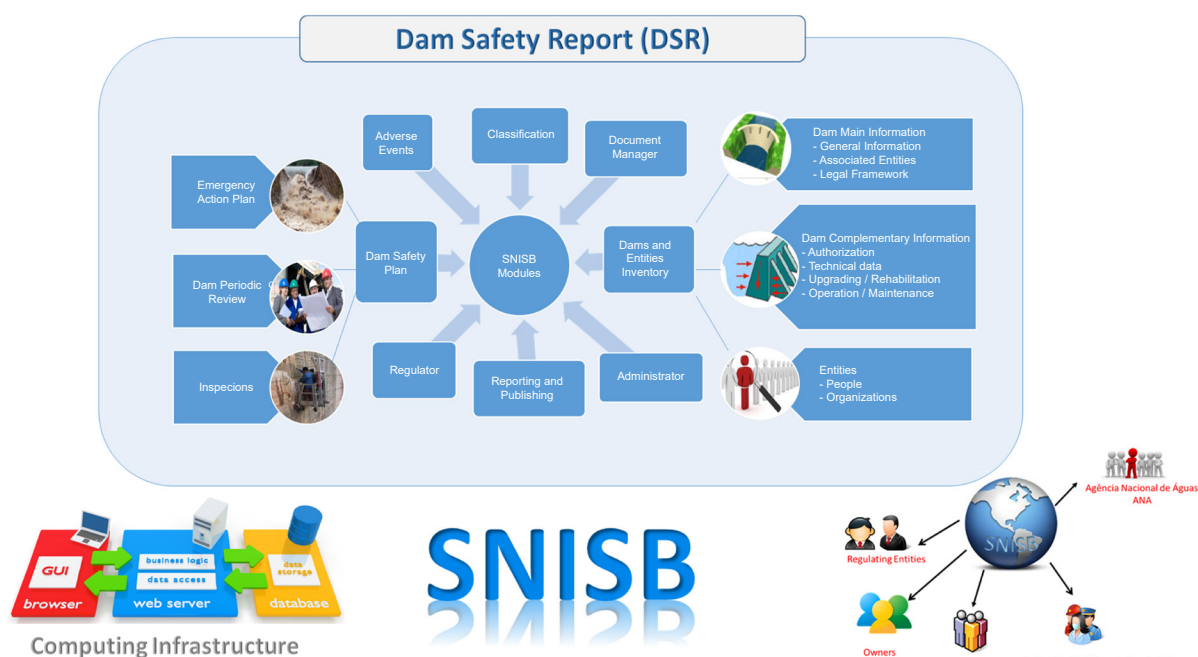 Dam Safety Report (DSR)
Adverse
Events
Classification
Document
Manager
Emergency
Action Plan
Dam Periodic
Review
Inspecions
Dam Safety
Plan
SNISB
Modules
Dams and
Entities
Inventory
Regulator
Reporting and
Publishing
Administrator
Dam Main Information
- General Information
- Associated Entities
- Legal Framework
Dam Complementary Information
- Authorization
- Technical data
- Upgrading / Rehabilitation
- Operation / Maintenance
Entities
- People
- Organizations
GUI
browser
business logic
data access
web server
data
storage
database
Computing Infrastructure
SNISB
SNISB
Agência Nacional de Águas
ANA
Regulating Entities
Owners